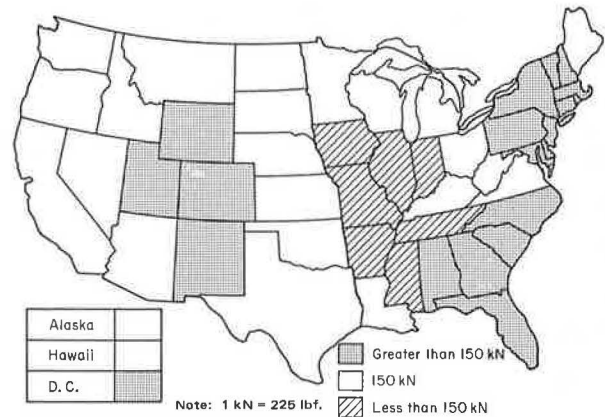 Alaska
Hawaii
D. C.
Note: 1 kN = 225 lbf.
Greater than 150 kN
150 kN
Less than 150 kN